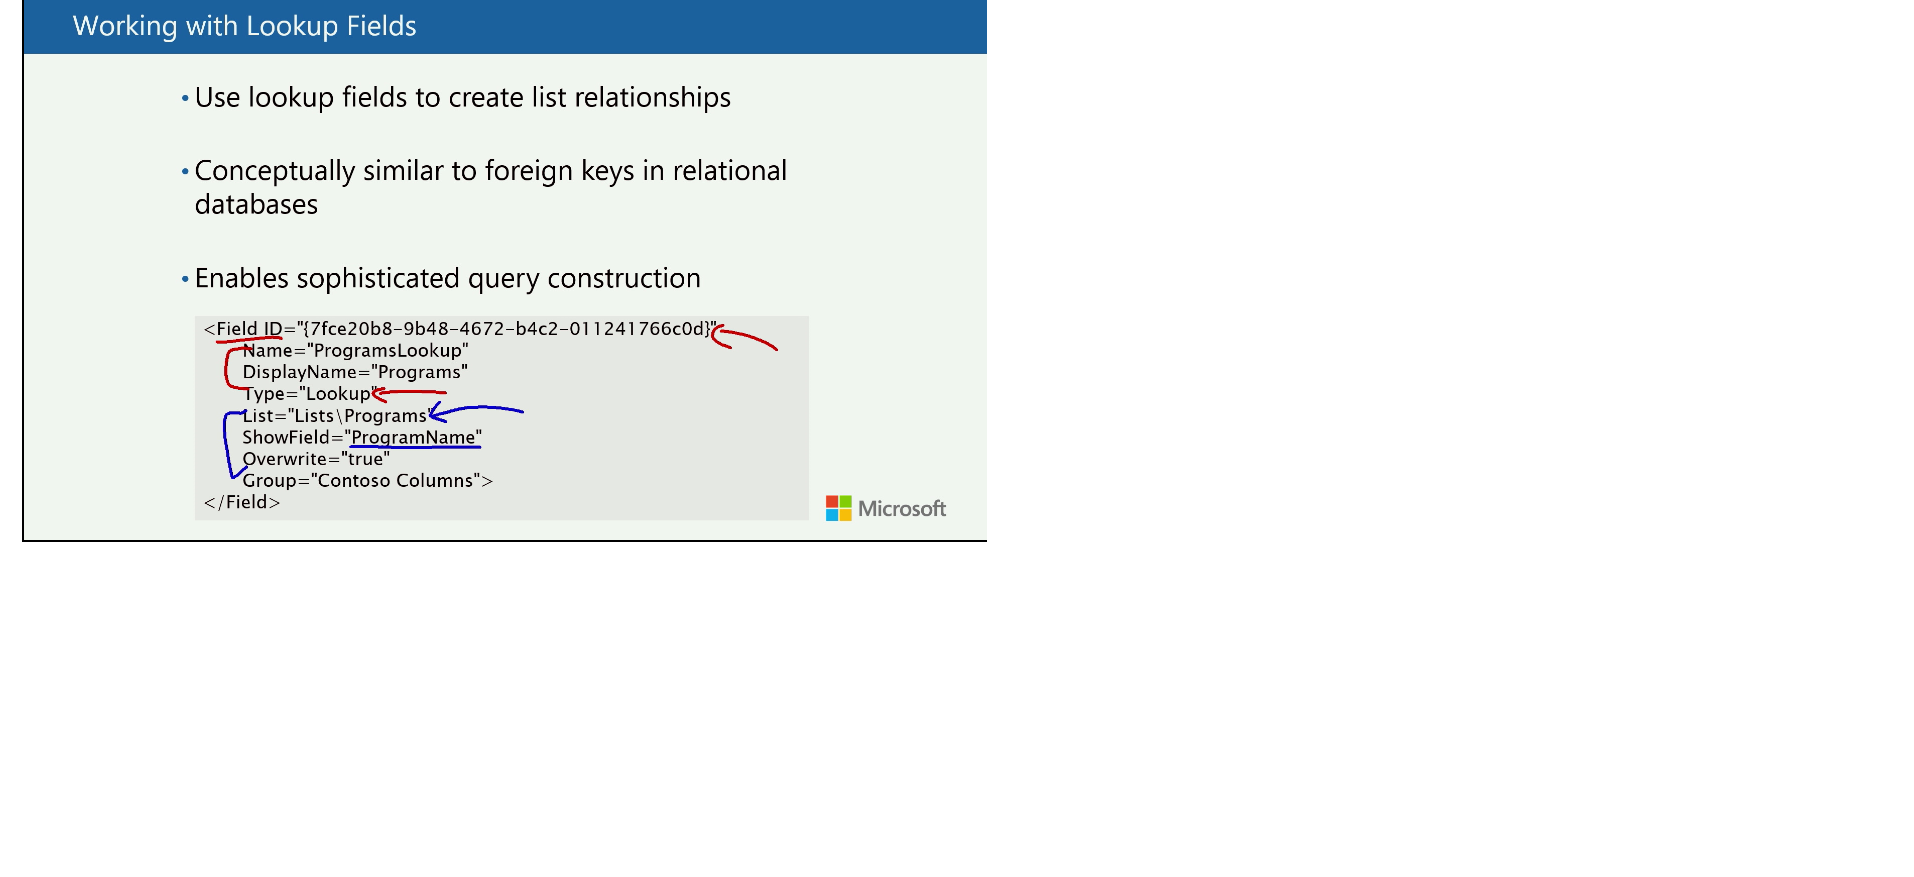 Working with Lookup Fields
• Use lookup fields to create list relationships
• Conceptually similar to foreign keys in relational
databases
• Enables sophisticated query construction
<Field ID="{7fce20b8-9b48-4672-b4c2-011241766c0d}"
Name="ProgramsLookup"
DisplayName="Programs"
Type="Lookup"
List="Lists\Programs"
ShowField="ProgramName"
Overwrite="true"
Group="Contoso Columns">
</Field>
Microsoft